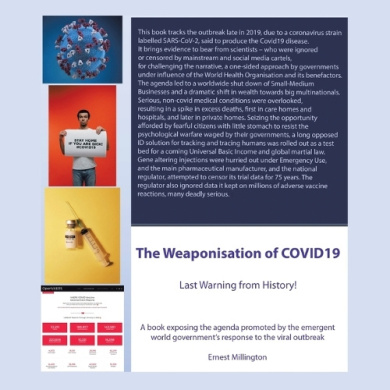 This book tracks the outbreak late in 2019, due to a coronavirus strain
labelled SARS-CoV-2, said to produce the Covid19 disease.
It brings evidence to bear from scientists – who were ignored
or censored by mainstream and social media cartels,
for challenging the narrative, a one-sided approach by governments
under influence of the World Health Organisation and its benefactors.
The agenda led to a worldwide shut down of Small-Medium
Businesses and a dramatic shift in wealth towards big multinationals.
Serious, non-covid medical conditions were overlooked,
resulting in a spike in excess deaths, first in care homes and
hospitals, and later in private homes. Seizing the opportunity
afforded by fearful citizens with little stomach to resist the
psychological warfare waged by their governments, a long opposed
ID solution for tracking and tracing humans was rolled out as a test
bed for a coming Universal Basic Income and global martial law.
Gene altering Injections were hurried out under Emergency Use,
and the main pharmaceutical manufacturer, and the national
regulator, attempted to censor its trial data for 75 years. The
regulator also ignored data it kept on millions of adverse vaccine
reactions, many deadly serious.
STAY HOME
IF YOU ARE SICK!
The Weaponisation of COVID19
Last Warning from History!
A book exposing the agenda promoted by the emergent
world government's response to the viral outbreak
Ernest Millington